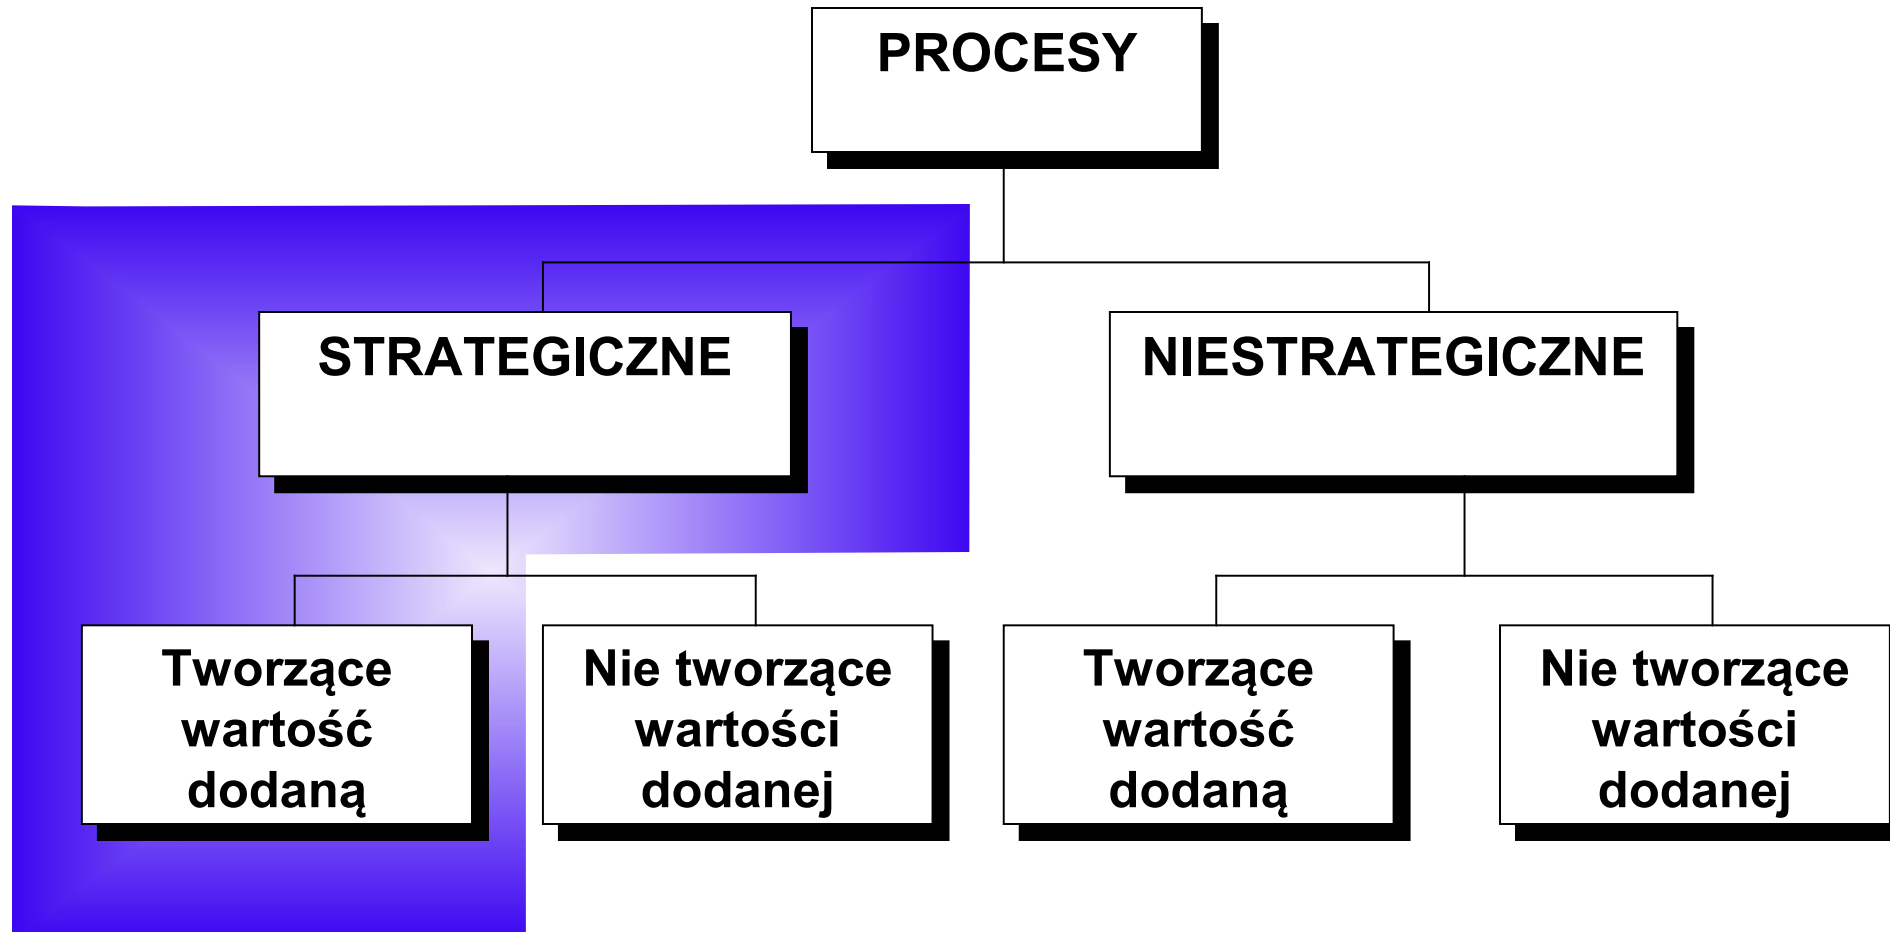 PROCESY
STRATEGICZNE
NIESTRATEGICZNE
Tworzące
wartość
dodaną
Nie tworzące
wartości
dodanej
Tworzące
wartość
dodaną
Nie tworzące
wartości
dodanej